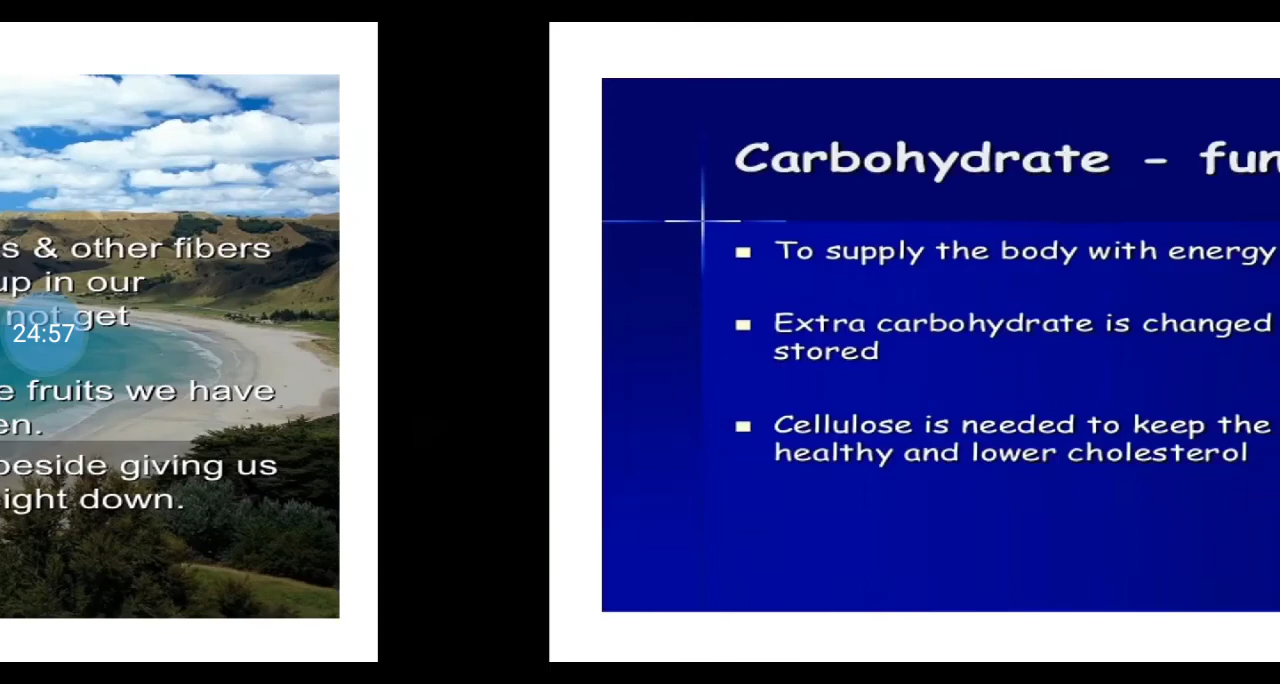 s & other fibers
up in our
not get
24:57
e fruits we have
en.
beside giving us
ight down.
Carbohydrate - fun
To supply the body with energy
Extra carbohydrate is changed
stored
Cellulose is needed to keep the
healthy and lower cholesterol